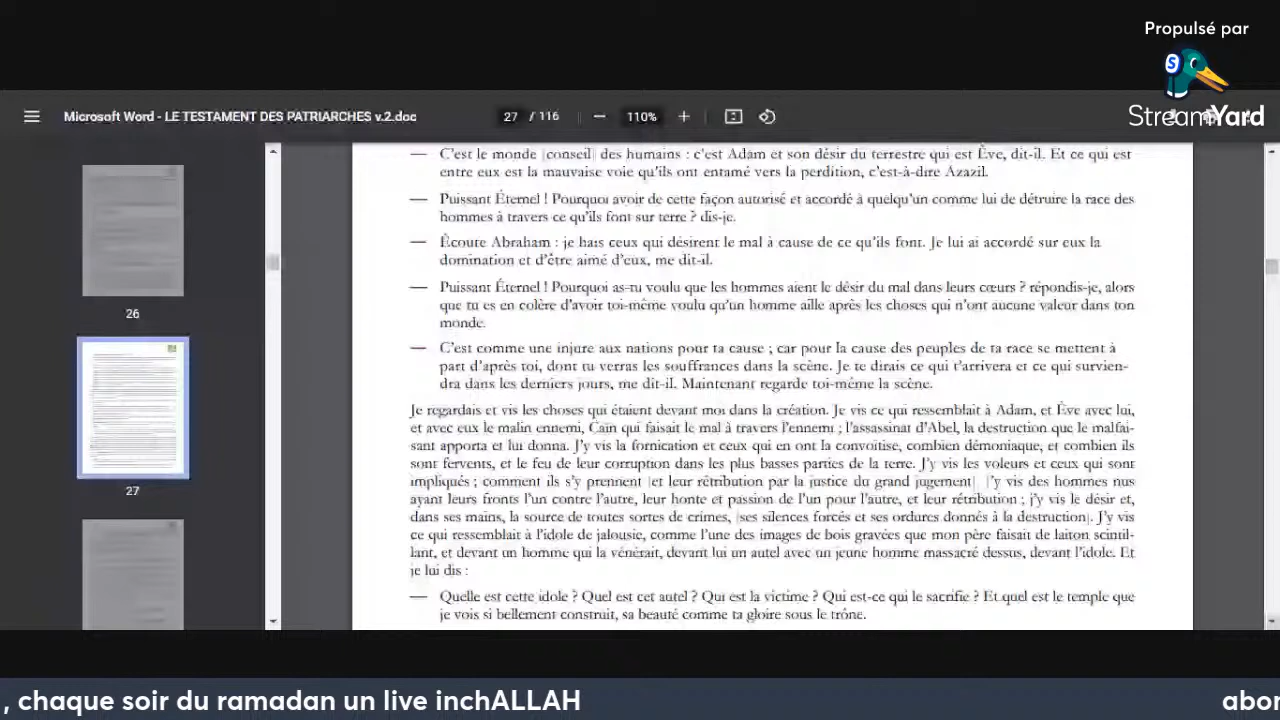 Propulsé par
StreamYard
Microsoft Word - LE TESTAMENT DES PATRIARCHES v.2.doc
27 / 116
110%
— C'est le monde [conseil] des humains : c'est Adam et son désir du terrestre qui est Ève, dit-il. Et ce qui est
entre eux est la mauvaise voie qu'ils ont entamé vers la perdition, c'est-à-dire Azazil.
— Puissant Éternel ! Pourquoi avoir de cette façon autorisé et accordé à quelqu'un comme lui de détruire la race des
hommes à travers ce qu'ils font sur terre ? dis-je.
— Écoute Abraham : je hais ceux qui désirent le mal à cause de ce qu'ils font. Je lui ai accordé sur eux la
domination et d'être aimé d'eux, me dit-il.
— Puissant Éternel ! Pourquoi as-tu voulu que les hommes aient le désir du mal dans leurs cœurs ? répondis-je, alors
que tu es en colère d'avoir toi-même voulu qu'un homme aille après les choses qui n'ont aucune valeur dans ton
monde.
— C'est comme une injure aux nations pour ta cause ; car pour la cause des peuples de ta race se mettent à
part d'après toi, dont tu verras les souffrances dans la scène. Je te dirais ce qui t'arrivera et ce qui survien-
dra dans les derniers jours, me dit-il. Maintenant regarde toi-même la scène.
26
Je regardais et vis les choses qui étaient devant moi dans la création. Je vis ce qui ressemblait à Adam, et Ève avec lui,
et avec eux le malin ennemi, Caïn qui faisait le mal à travers l'ennemi ; l'assassinat d'Abel, la destruction que le malfai-
sant apporta et lui donna. J'y vis la fornication et ceux qui en ont la convoitise, combien démoniaque, et combien ils
sont fervents, et le feu de leur corruption dans les plus basses parties de la terre. J'y vis les voleurs et ceux qui sont
impliqués ; comment ils s'y prennent [et leur rétribution par la justice du grand jugement] J'y vis des hommes nus
ayant leurs fronts l'un contre l'autre, leur honte et passion de l'un pour l'autre, et leur rétribution ; j'y vis le désir et,
dans ses mains, la source de toutes sortes de crimes, [ses silences forcés et ses ordures donnés à la destruction]. J'y vis
ce qui ressemblait à l'idole de jalousie, comme l'une des images de bois gravées que mon père faisait de laiton scintil-
lant, et devant un homme qui la vénérait, devant lui un autel avec un jeune homme massacré dessus, devant l'idole. Et
je lui dis :
27
— Quelle est cette idole ? Quel est cet autel ? Qui est la victime ? Qui est-ce qui le sacrifie ? Et quel est le temple que
je vois si bellement construit, sa beauté comme ta gloire sous le trône.
, chaque soir du ramadan un live inchALLAH
abor